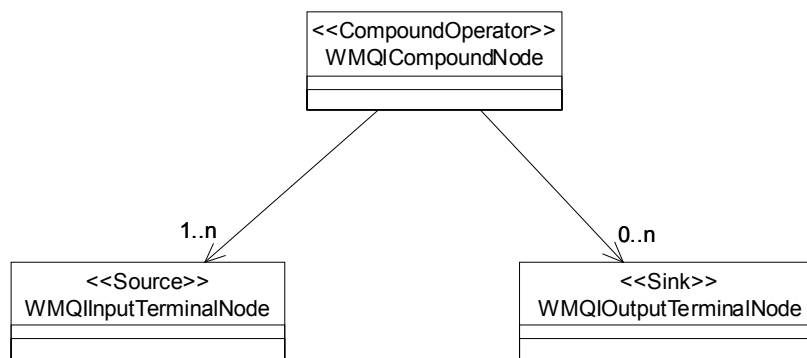 <<CompoundOperator>>
WMQICompoundNode
1..n
0..n
<<Source>>
WMQIInputTerminalNode
<<Sink>>
WMQIOutputTerminalNode